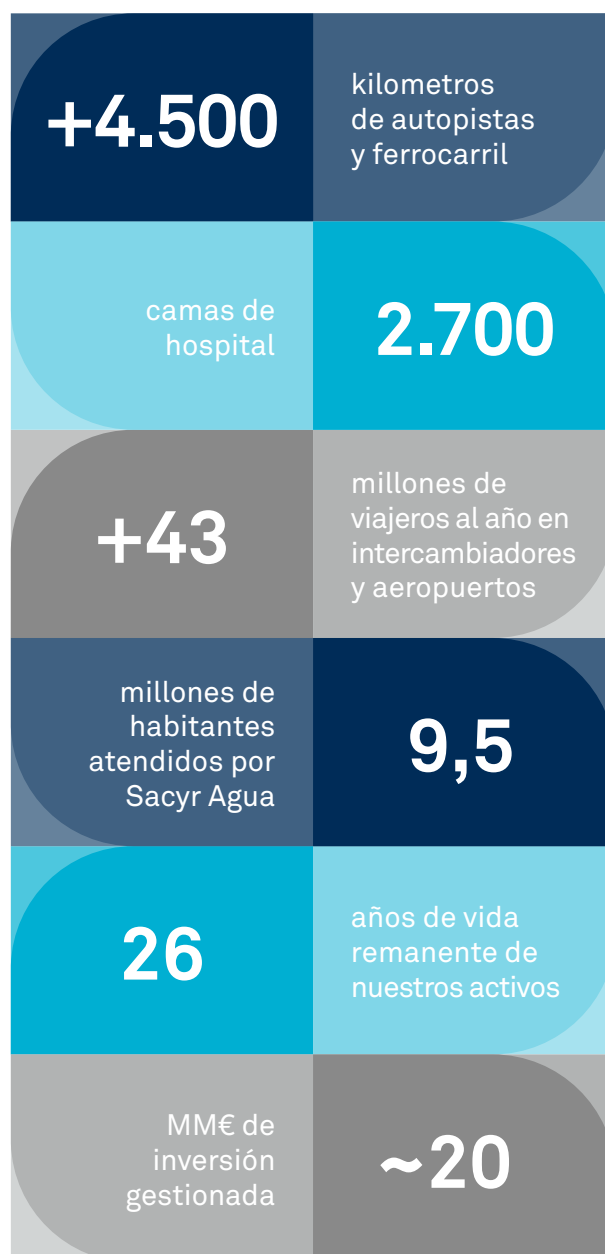 +4.500
kilometros
de autopistas
y ferrocarril
camas de
hospital
2.700
+43
millones de
viajeros al año en
intercambiadores
y aeropuertos
millones de
habitantes
atendidos por
Sacyr Agua
9,5
26
años de vida
remanente de
nuestros activos
MM€ de
inversión
gestionada
~20